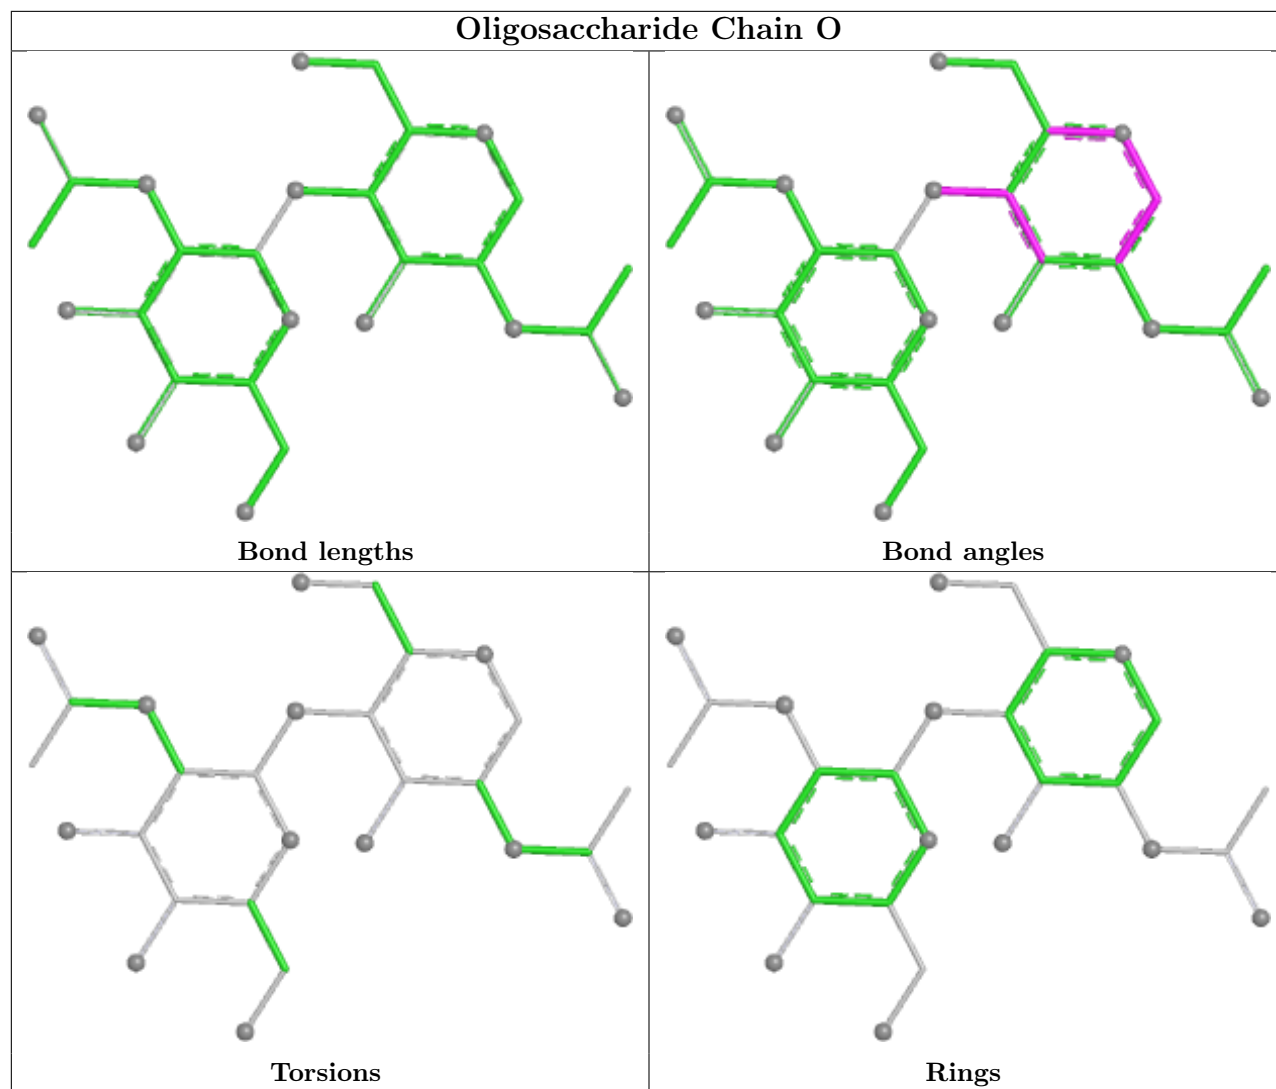 Oligosaccharide Chain O
Bond lengths
Bond angles
Torsions
Rings